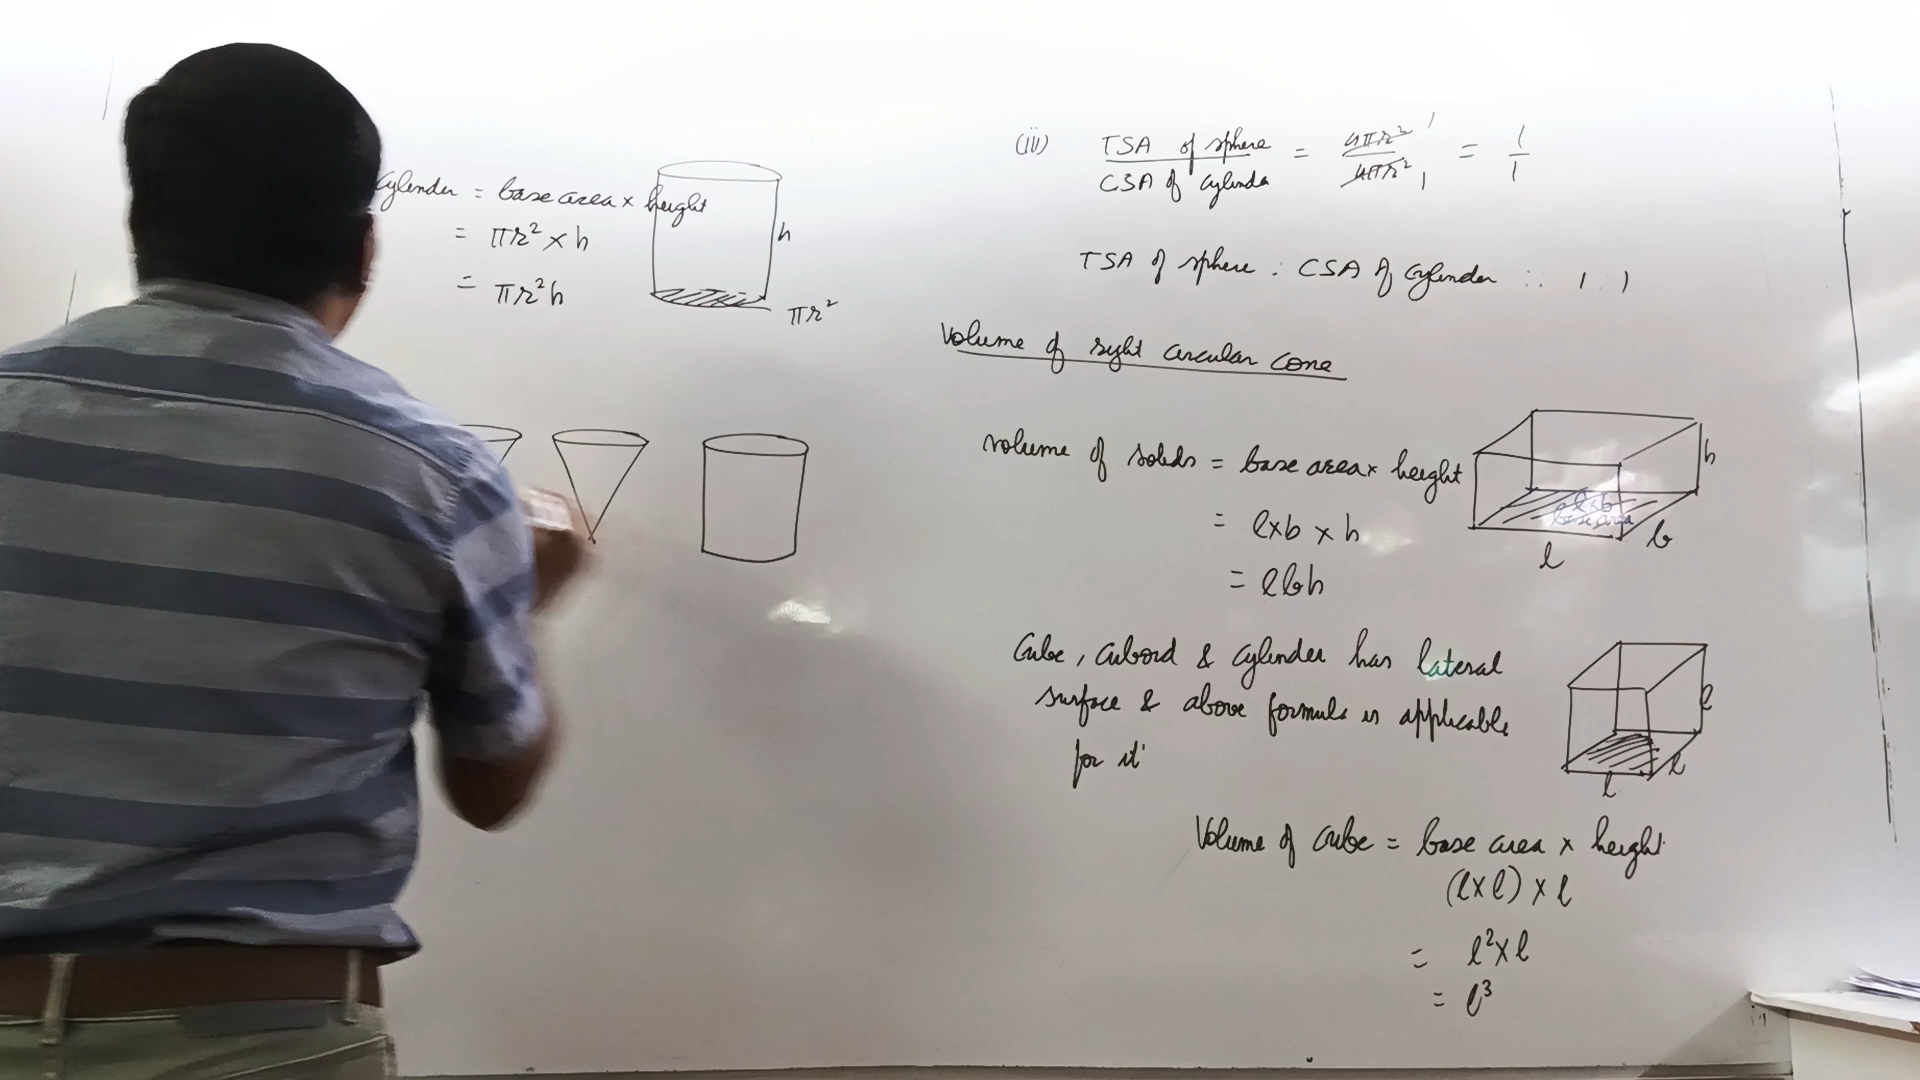 Cylender = base area × height
= πr² × h
= πr²h
h
πr²
(iii) TSA of sphere / CSA of cylinder = 4πr² / 4πr² = 1/1
TSA of sphere : CSA of cylinder :: 1 : 1
Volume of right circular cone
volume of solids = base area × height
= l×b × h
= lbh
h
l×b
base area
b
l
Cube, cuboid & cylinder has lateral
surface & above formula is applicable
for it
l
l
l
Volume of cube = base area × height
(l×l) × l
= l²×l
= l³